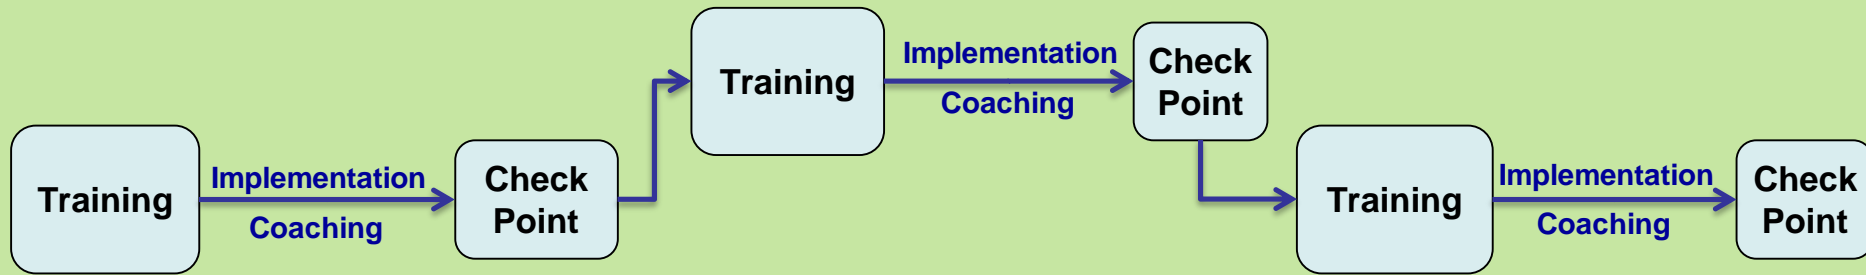 Training
Implementation
Coaching
Check
Point
Training
Implementation
Coaching
Check
Point
Training
Implementation
Coaching
Check
Point